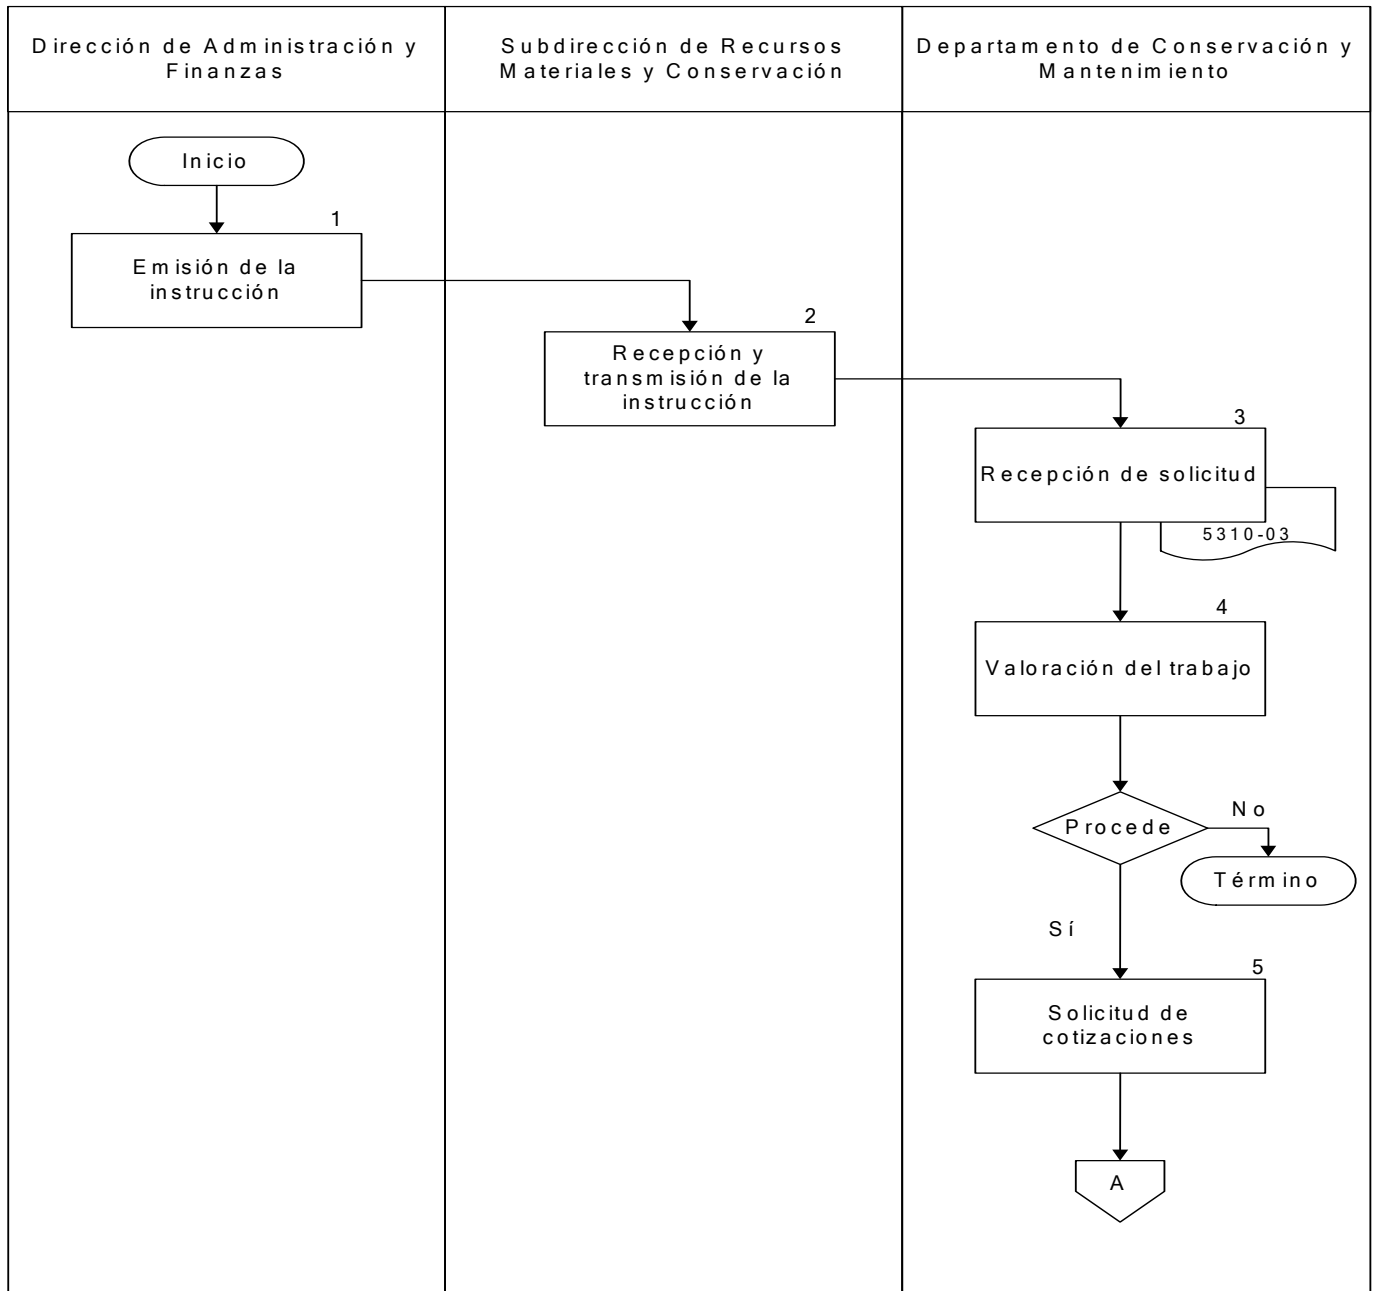 Dirección de Administración y
Finanzas
Subdirección de Recursos
Materiales y Conservación
Departamento de Conservación y
Mantenimiento
Inicio
1
Emisión de la
instrucción
2
Recepción y
transmisión de la
instrucción
3
Recepción de solicitud
5310-03
4
Valoración del trabajo
Procede
No
Término
Sí
5
Solicitud de
cotizaciones
A